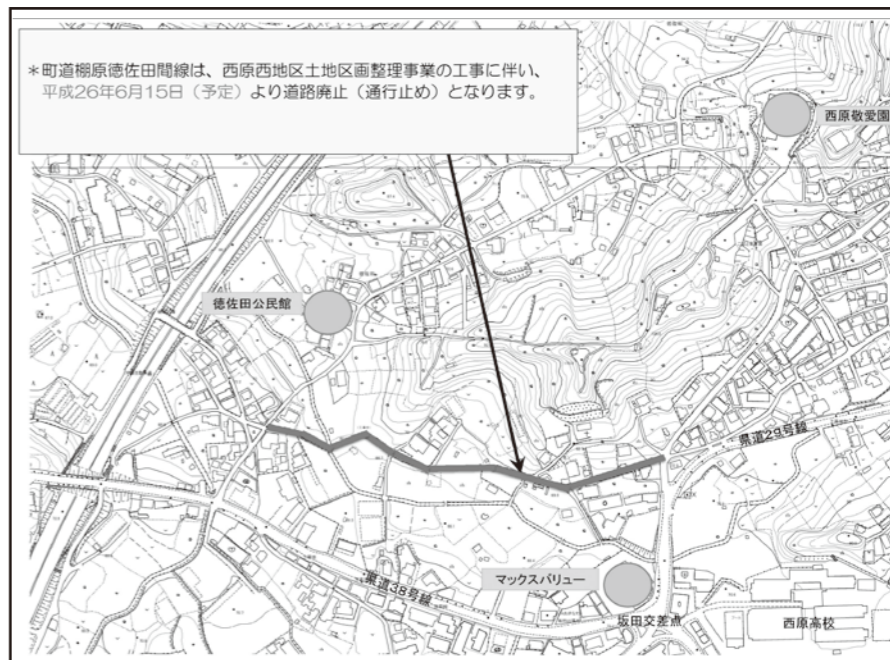 *町道棚原徳佐田間線は、西原西地区土地区画整理事業の工事に伴い、
平成26年6月15日（予定）より道路廃止（通行止め）となります。
西原敬愛園
徳佐田公民館
県道29号線
マックスバリュー
県道38号線
坂田交差点
西原高校